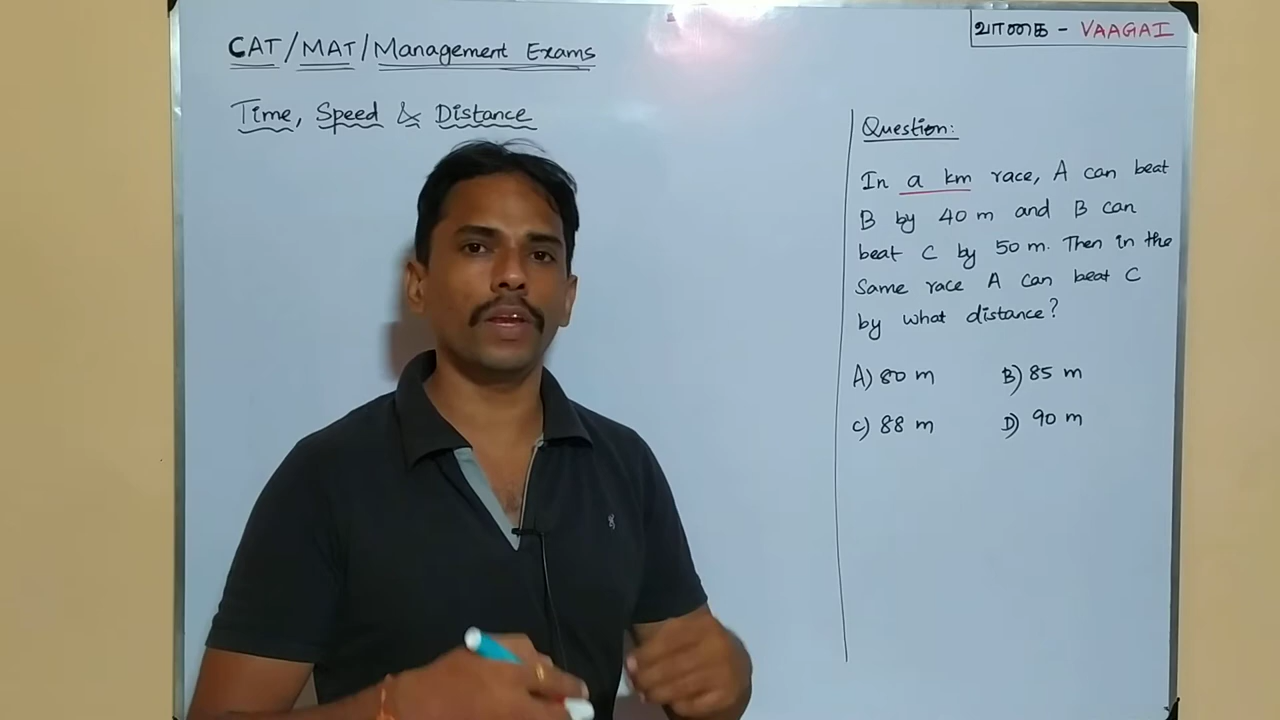 CAT/MAT/Management Exams
வாகை - VAAGAI
Time, Speed & Distance
Question:
In a km race, A can beat
B by 40 m and B can
beat C by 50 m. Then in the
Same race A can beat C
by what distance?
A) 80 m B) 85 m
C) 88 m D) 90 m